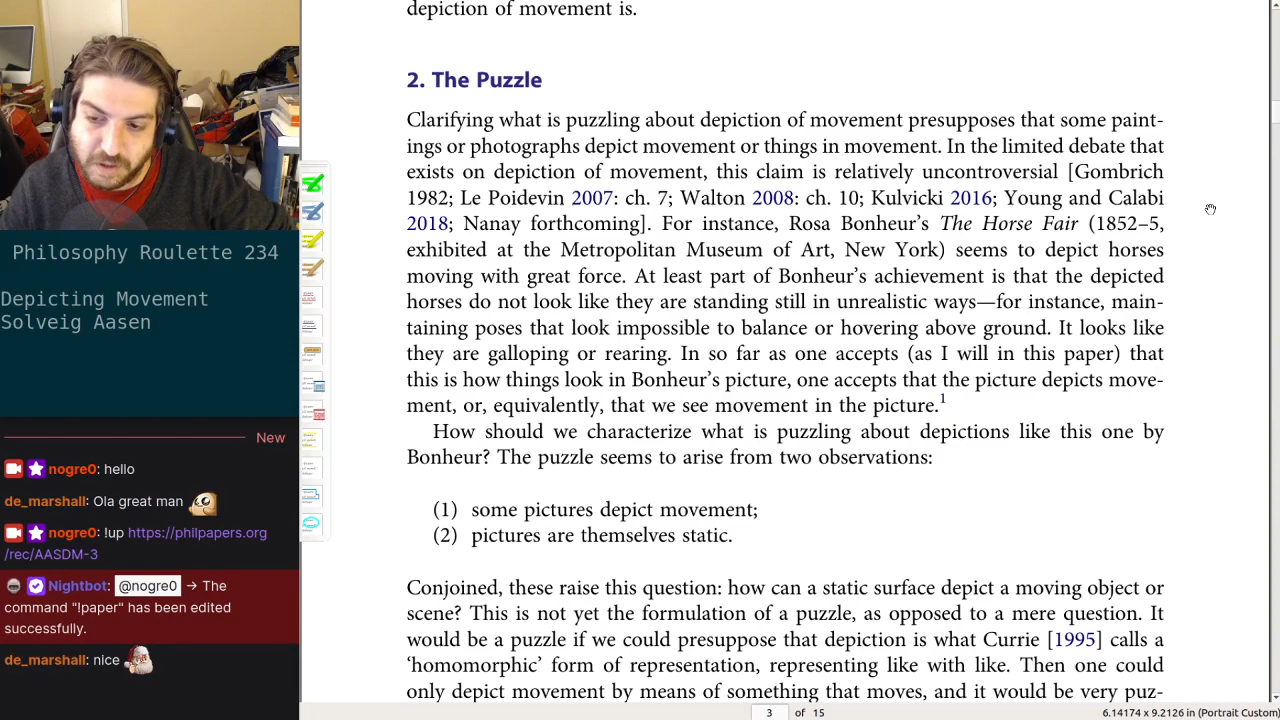 depiction of movement is.
2. The Puzzle
Clarifying what is puzzling about depiction of movement presupposes that some paint-
ings or photographs depict movement or things in movement. In the limited debate that
exists on depiction of movement, this claim is relatively uncontroversial [Gombrich
1982; Le Poidevin 2007: ch. 7; Walton 2008: ch. 10; Kulvicki 2016; Young and Calabi
2018; Nanay forthcoming]. For instance, Rosa Bonheur's The Horse Fair (1852–5,
exhibited at the Metropolitan Museum of Art, New York) seems to depict horses
moving with great force. At least part of Bonheur's achievement is that the depicted
horses do not look as if they are standing still in unrealistic ways—for instance, main-
taining poses that look impossible to balance or hovering above ground. It looks like
they are galloping or rearing. In so far as one accepts (as I will in this paper) that
this is how things look in Bonheur's picture, one accepts that the picture depicts move-
ment, or, equivalently, that we see movement in the picture.1
How should we characterize what is puzzling about depictions like this one by
Bonheur? The puzzle seems to arise from two observations:
(1) some pictures depict movement;
(2) pictures are themselves static.
Conjoined, these raise this question: how can a static surface depict a moving object or
scene? This is not yet the formulation of a puzzle, as opposed to a mere question. It
would be a puzzle if we could presuppose that depiction is what Currie [1995] calls a
'homomorphic' form of representation, representing like with like. Then one could
only depict movement by means of something that moves, and it would be very puz-
3 of 15
6.14174 x 9.2126 in (Portrait Custom)
Philosophy Roulette 234
Depicting Movement
Solveig Aasen
New
nogre0: hello
de_marshall: Ola great man
nogre0: !up https://philpapers.org
/rec/AASDM-3
Nightbot: @nogre0 → The
command "!paper" has been edited
successfully.
de_marshall: nice